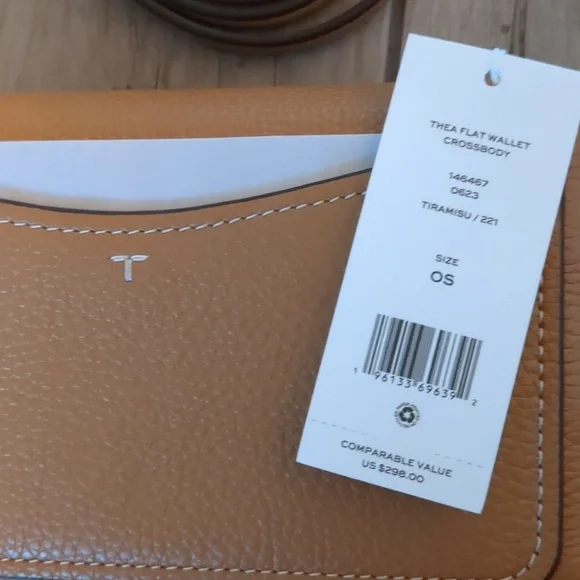 T
THEA FLAT WALLET
CROSSBODY
146467
0623
TIRAMISU / 221
SIZE
OS
1 96133 69639 2
COMPARABLE VALUE
US $298.00